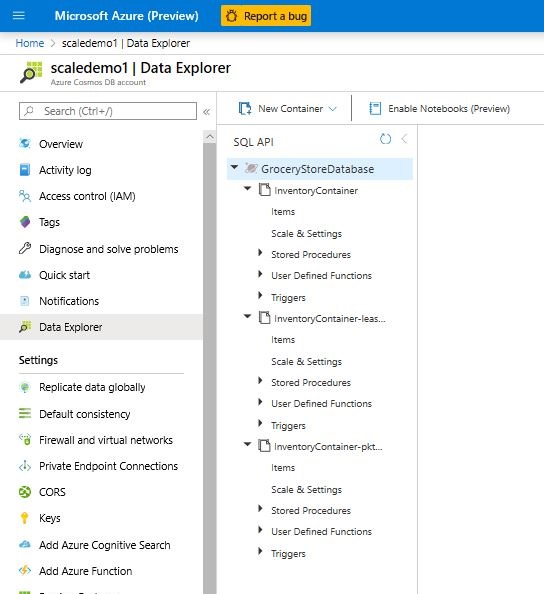 Microsoft Azure (Preview)
Report a bug
Home > scaledemo1 | Data Explorer
scaledemo1 | Data Explorer
Azure Cosmos DB account
Search (Ctrl+/)
«
Overview
Activity log
Access control (IAM)
Tags
Diagnose and solve problems
Quick start
Notifications
Data Explorer
Settings
Replicate data globally
Default consistency
Firewall and virtual networks
Private Endpoint Connections
CORS
Keys
Add Azure Cognitive Search
Add Azure Function
New Container
Enable Notebooks (Preview)
SQL API
GroceryStoreDatabase
InventoryContainer
Items
Scale & Settings
Stored Procedures
User Defined Functions
Triggers
InventoryContainer-leas...
Items
Scale & Settings
Stored Procedures
User Defined Functions
Triggers
InventoryContainer-pkt...
Items
Scale & Settings
Stored Procedures
User Defined Functions
Triggers